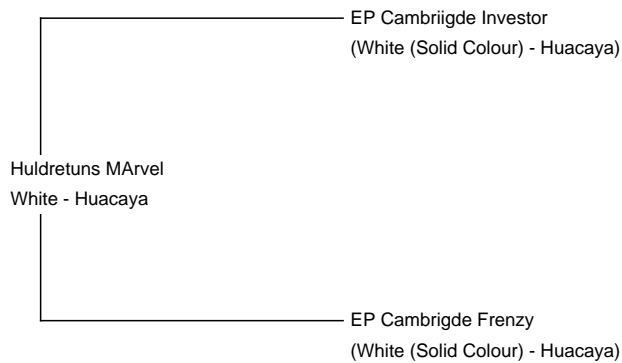 EP Cambriigde Investor
(White (Solid Colour) - Huacaya)
Huldretuns MArvel
White - Huacaya
EP Cambrigde Frenzy
(White (Solid Colour) - Huacaya)